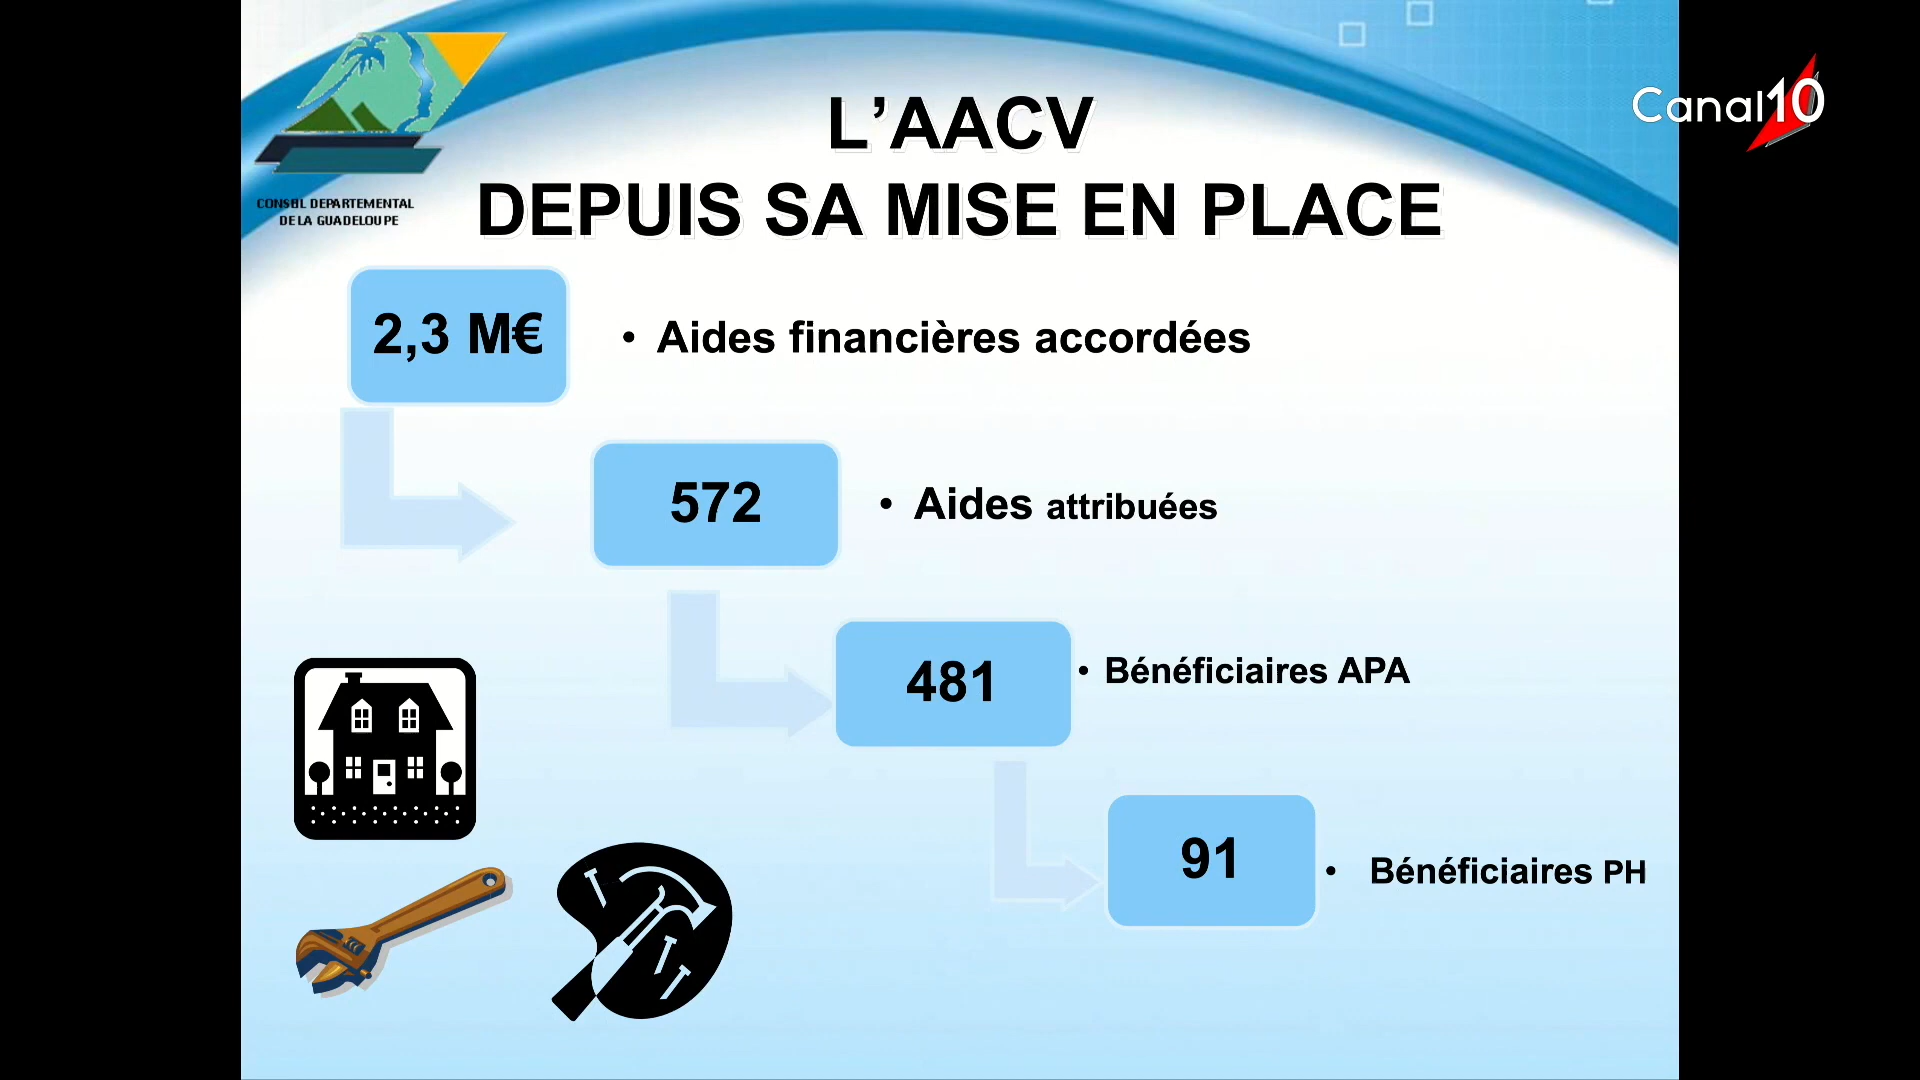 CONSEIL DEPARTEMENTAL
DE LA GUADELOUPE
Canal10
L’AACV
DEPUIS SA MISE EN PLACE
2,3 M€
• Aides financières accordées
572
• Aides attribuées
481
• Bénéficiaires APA
91
• Bénéficiaires PH